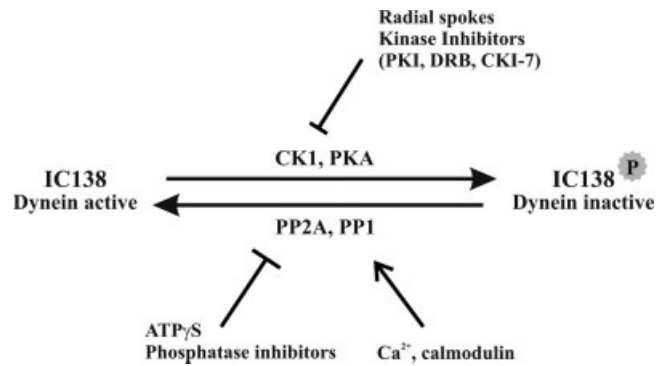 Radial spokes
Kinase Inhibitors
(PKI, DRB, CKI-7)
CK1, PKA
IC138
Dynein active
IC138 P
Dynein inactive
PP2A, PP1
ATPγS
Phosphatase inhibitors
Ca²⁺, calmodulin